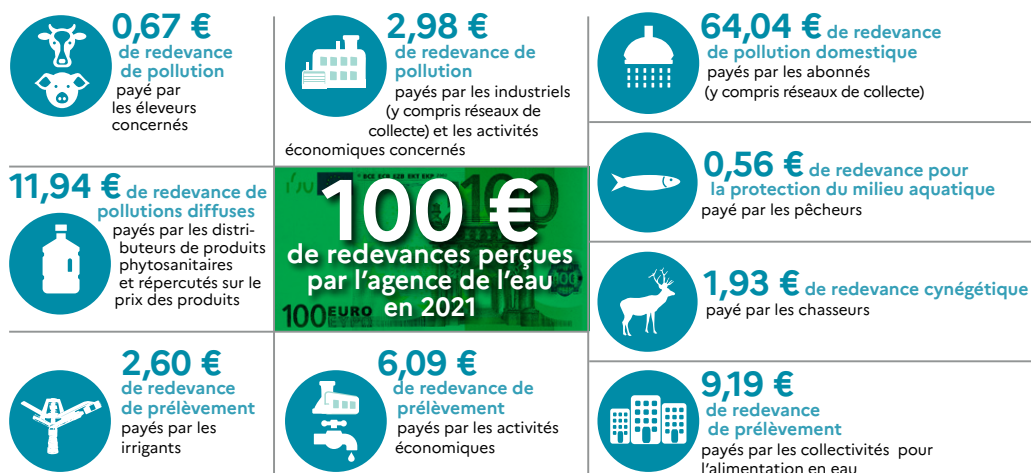 0,67 €
de redevance
de pollution
payé par
les éleveurs
concernés
2,98 €
de redevance de
pollution
payés par les industriels
(y compris réseaux de
collecte) et les activités
économiques concernés
64,04 € de redevance
de pollution domestique
payés par les abonnés
(y compris réseaux de collecte)
0,56 € de redevance pour
la protection du milieu aquatique
payé par les pêcheurs
11,94 € de redevance de
pollutions diffuses
payés par les distri-
buteurs de produits
phytosanitaires
et répercutés sur le
prix des produits
100 €
de redevances perçues
par l'agence de l'eau
en 2021
100
100
100 EURO
1,93 € de redevance cynégétique
payé par les chasseurs
2,60 €
de redevance
de prélèvement
payés par les
irrigants
6,09 €
de redevance de
prélèvement
payés par les activités
économiques
9,19 €
de redevance
de prélèvement
payés par les collectivités pour
l'alimentation en eau